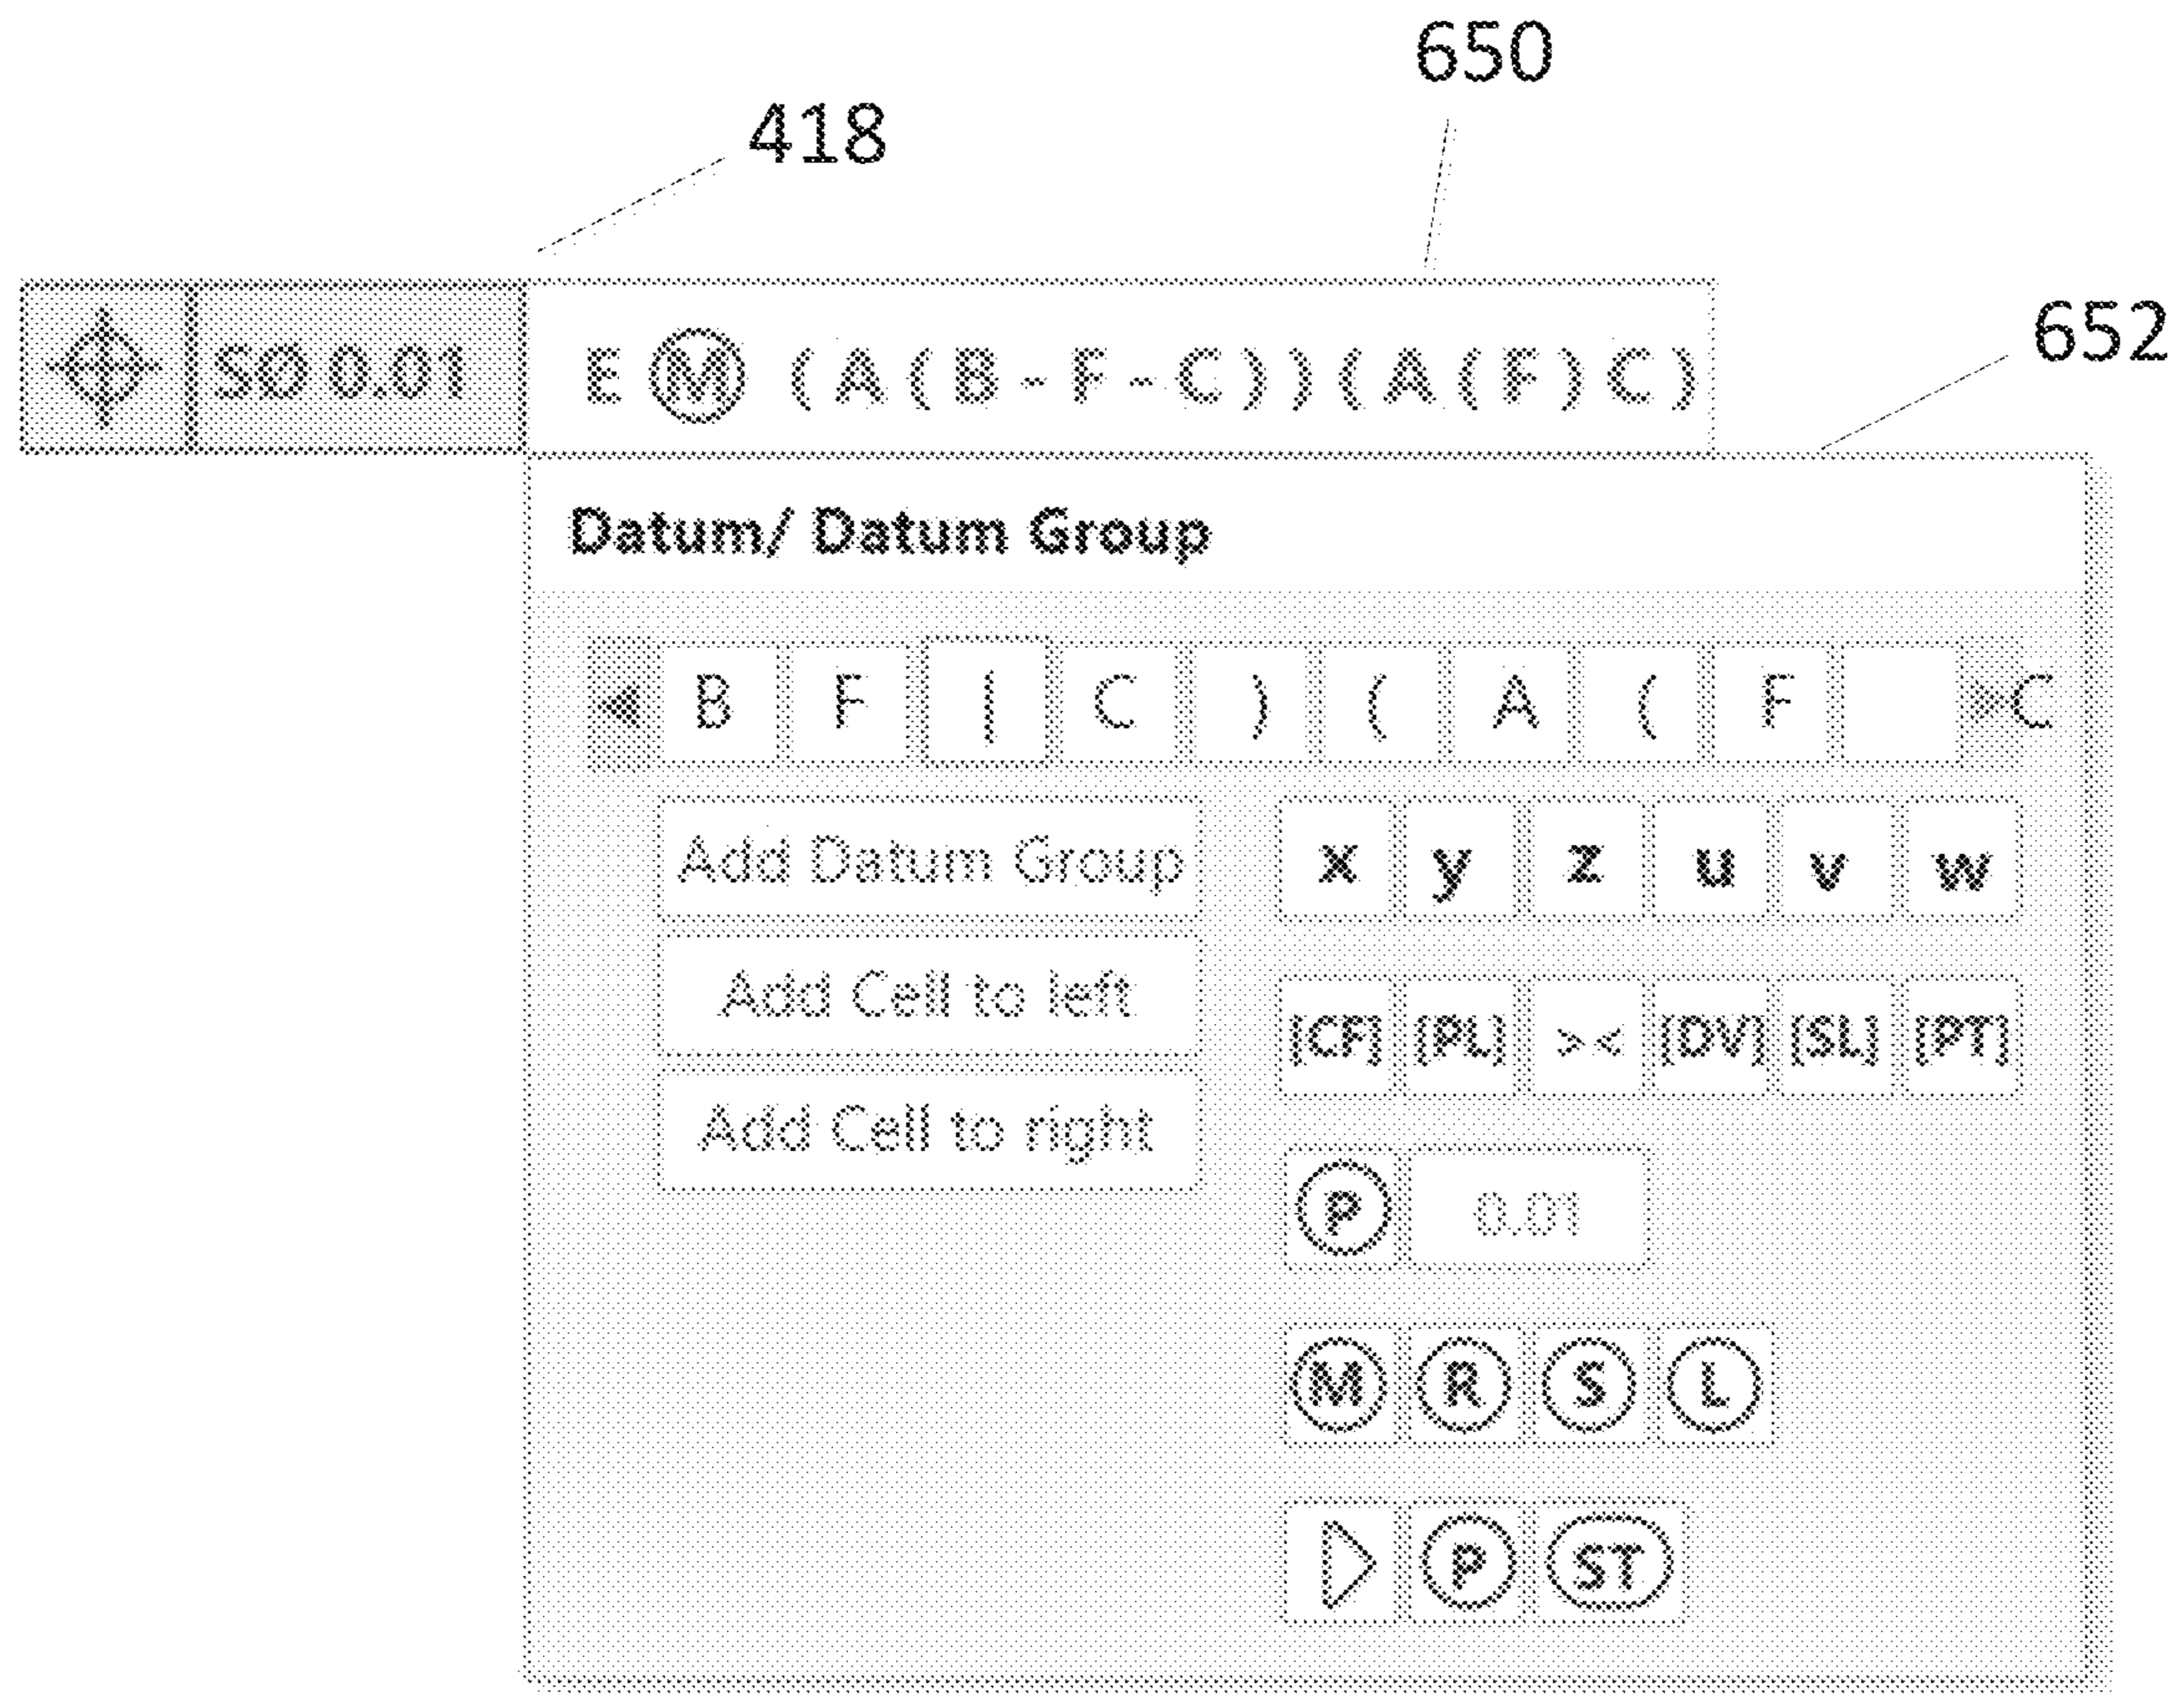 650
418
652
⌖ SØ 0.01 E Ⓜ (A(B-F-C))(A(F)C)
Datum/ Datum Group
◀ B F | C ) ( A ( F ▶ C
Add Datum Group x y z u v w
Add Cell to left [CF] [PL] >< [DV] [SL] [PT]
Add Cell to right
Ⓟ 0.01
Ⓜ Ⓡ Ⓢ Ⓛ
▷ Ⓟ ST